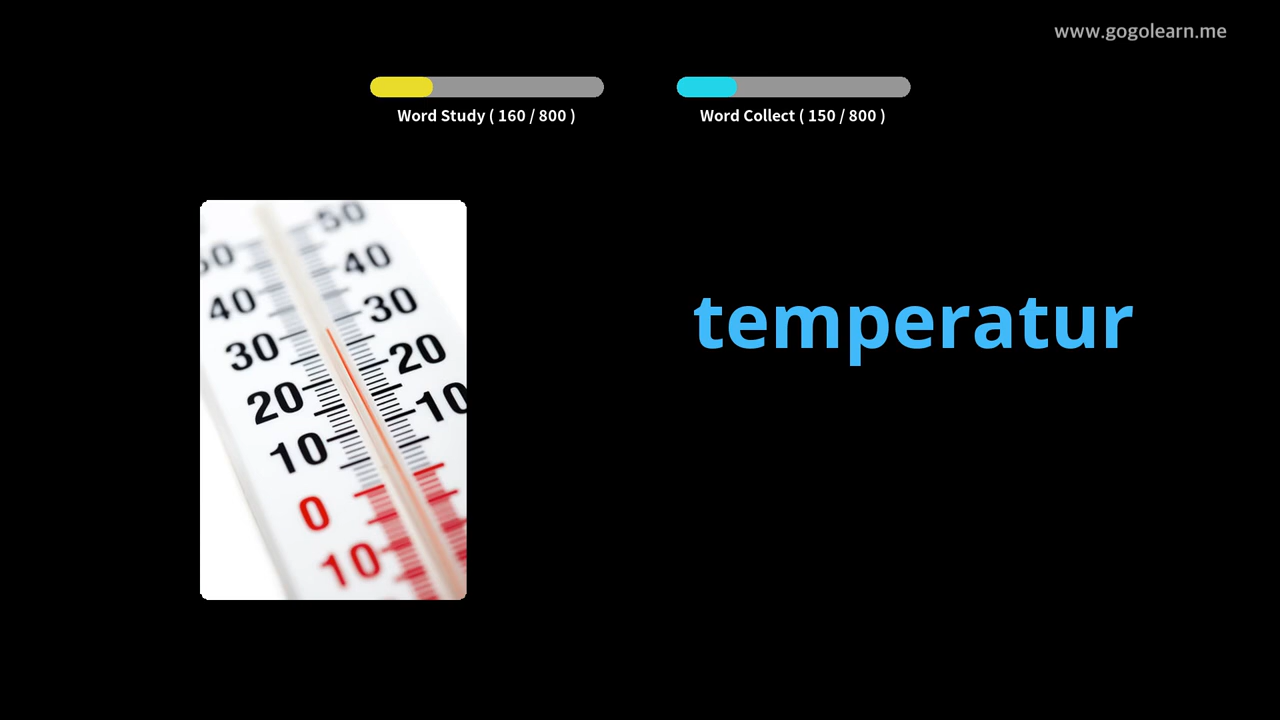 www.gogolearn.me
Word Study ( 160 / 800 )
Word Collect ( 150 / 800 )
temperatur
50
40 40
30 30
20 20
10 10
0
10